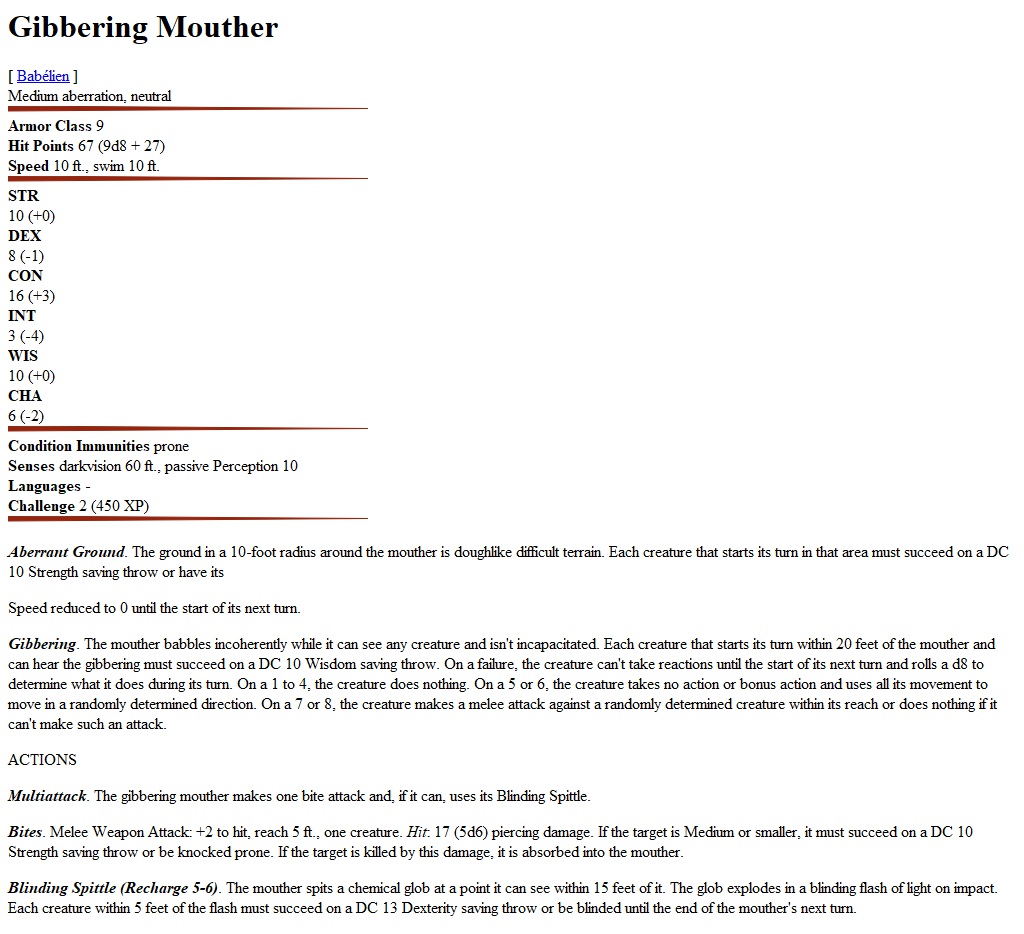 Gibbering Mouther
[ Babélien ]
Medium aberration, neutral
Armor Class 9
Hit Points 67 (9d8 + 27)
Speed 10 ft., swim 10 ft.
STR
10 (+0)
DEX
8 (-1)
CON
16 (+3)
INT
3 (-4)
WIS
10 (+0)
CHA
6 (-2)
Condition Immunities prone
Senses darkvision 60 ft., passive Perception 10
Languages -
Challenge 2 (450 XP)
Aberrant Ground. The ground in a 10-foot radius around the mouther is doughlike difficult terrain. Each creature that starts its turn in that area must succeed on a DC
10 Strength saving throw or have its
Speed reduced to 0 until the start of its next turn.
Gibbering. The mouther babbles incoherently while it can see any creature and isn't incapacitated. Each creature that starts its turn within 20 feet of the mouther and
can hear the gibbering must succeed on a DC 10 Wisdom saving throw. On a failure, the creature can't take reactions until the start of its next turn and rolls a d8 to
determine what it does during its turn. On a 1 to 4, the creature does nothing. On a 5 or 6, the creature takes no action or bonus action and uses all its movement to
move in a randomly determined direction. On a 7 or 8, the creature makes a melee attack against a randomly determined creature within its reach or does nothing if it
can't make such an attack.
ACTIONS
Multiattack. The gibbering mouther makes one bite attack and, if it can, uses its Blinding Spittle.
Bites. Melee Weapon Attack: +2 to hit, reach 5 ft., one creature. Hit: 17 (5d6) piercing damage. If the target is Medium or smaller, it must succeed on a DC 10
Strength saving throw or be knocked prone. If the target is killed by this damage, it is absorbed into the mouther.
Blinding Spittle (Recharge 5-6). The mouther spits a chemical glob at a point it can see within 15 feet of it. The glob explodes in a blinding flash of light on impact.
Each creature within 5 feet of the flash must succeed on a DC 13 Dexterity saving throw or be blinded until the end of the mouther's next turn.